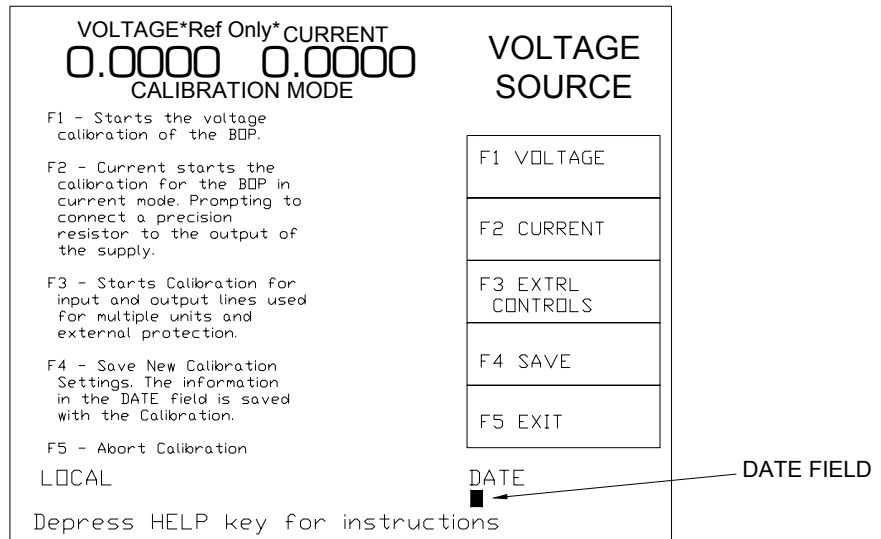 VOLTAGE*Ref Only* CURRENT
0.0000 0.0000
CALIBRATION MODE
F1 - Starts the voltage
calibration of the BOP.
F2 - Current starts the
calibration for the BOP in
current mode. Prompting to
connect a precision
resistor to the output of
the supply.
F3 - Starts Calibration for
input and output lines used
for multiple units and
external protection.
F4 - Save New Calibration
Settings. The information
in the DATE field is saved
with the Calibration.
F5 - Abort Calibration
LOCAL
VOLTAGE
SOURCE
F1 VOLTAGE
F2 CURRENT
F3 EXTRL
CONTROLS
F4 SAVE
F5 EXIT
DATE
DATE FIELD
Depress HELP key for instructions